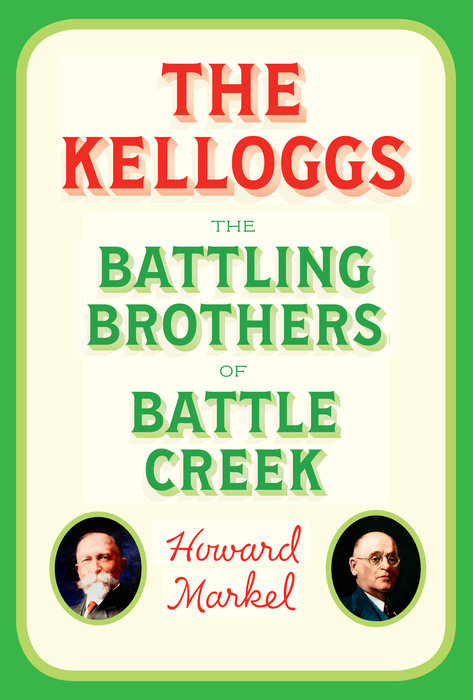 THE
KELLOGGS
THE
BATTLING
BROTHERS
OF
BATTLE
CREEK
Howard
Markel